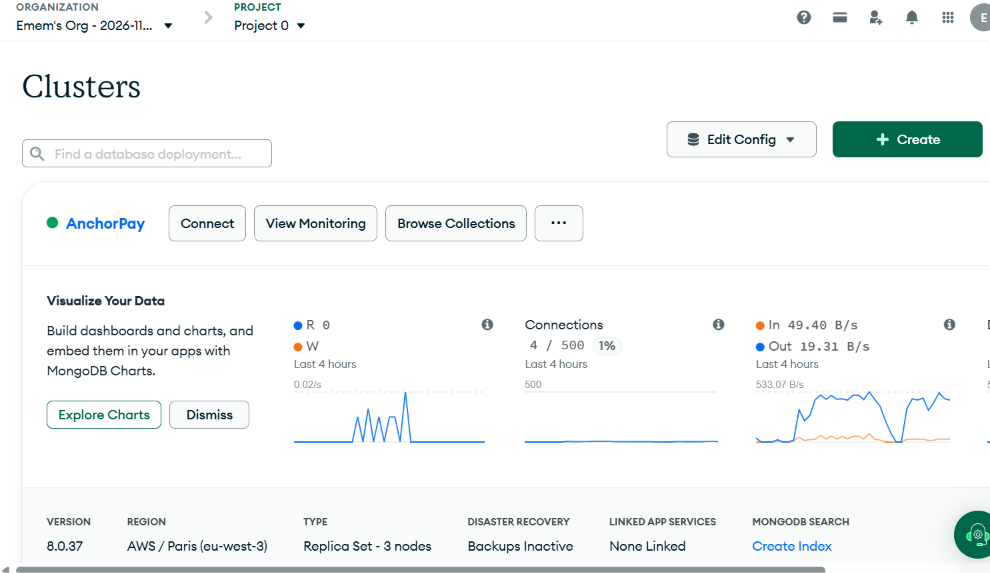 ORGANIZATION
Emem's Org - 2026-11...
PROJECT
Project 0
E
Clusters
Find a database deployment...
Edit Config
+ Create
AnchorPay
Connect
View Monitoring
Browse Collections
...
Visualize Your Data
Build dashboards and charts, and
embed them in your apps with
MongoDB Charts.
Explore Charts
Dismiss
R 0
W
Last 4 hours
0.02/s
Connections
4 / 500 1%
Last 4 hours
500
In 49.40 B/s
Out 19.31 B/s
Last 4 hours
533.07 B/s
VERSION
8.0.37
REGION
AWS / Paris (eu-west-3)
TYPE
Replica Set - 3 nodes
DISASTER RECOVERY
Backups Inactive
LINKED APP SERVICES
None Linked
MONGODB SEARCH
Create Index